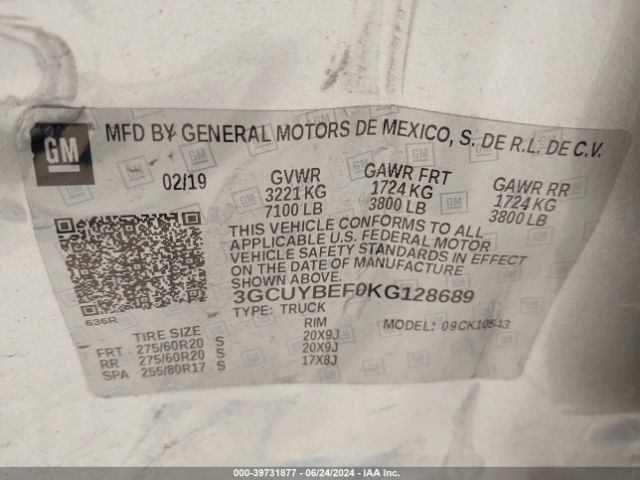 GM
MFD BY GENERAL MOTORS DE MEXICO, S. DE R.L. DE C.V.
02/19
GVWR
3221 KG
7100 LB
GAWR FRT
1724 KG
3800 LB
GAWR RR
1724 KG
3800 LB
THIS VEHICLE CONFORMS TO ALL
APPLICABLE U.S. FEDERAL MOTOR
VEHICLE SAFETY STANDARDS IN EFFECT
ON THE DATE OF MANUFACTURE
SHOWN ABOVE.
3GCUYBEF0KG128689
TYPE: TRUCK
MODEL: 09CK10543
636R
TIRE SIZE RIM
FRT 275/60R20 S 20X9J
RR 275/60R20 S 20X9J
SPA 255/80R17 S 17X8J
000-39731877 • 06/24/2024 • IAA Inc.